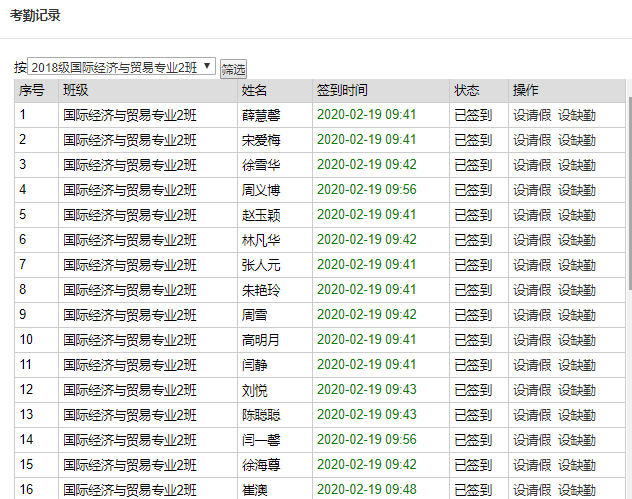 考勤记录
按 2018级国际经济与贸易专业2班 筛选
序号 班级 姓名 签到时间 状态 操作
1 国际经济与贸易专业2班 薛慧馨 2020-02-19 09:41 已签到 设请假 设缺勤
2 国际经济与贸易专业2班 宋爱梅 2020-02-19 09:41 已签到 设请假 设缺勤
3 国际经济与贸易专业2班 徐雪华 2020-02-19 09:42 已签到 设请假 设缺勤
4 国际经济与贸易专业2班 周义博 2020-02-19 09:56 已签到 设请假 设缺勤
5 国际经济与贸易专业2班 赵玉颖 2020-02-19 09:41 已签到 设请假 设缺勤
6 国际经济与贸易专业2班 林凡华 2020-02-19 09:42 已签到 设请假 设缺勤
7 国际经济与贸易专业2班 张人元 2020-02-19 09:41 已签到 设请假 设缺勤
8 国际经济与贸易专业2班 朱艳玲 2020-02-19 09:41 已签到 设请假 设缺勤
9 国际经济与贸易专业2班 周雪 2020-02-19 09:42 已签到 设请假 设缺勤
10 国际经济与贸易专业2班 高明月 2020-02-19 09:41 已签到 设请假 设缺勤
11 国际经济与贸易专业2班 闫静 2020-02-19 09:41 已签到 设请假 设缺勤
12 国际经济与贸易专业2班 刘悦 2020-02-19 09:43 已签到 设请假 设缺勤
13 国际经济与贸易专业2班 陈聪聪 2020-02-19 09:43 已签到 设请假 设缺勤
14 国际经济与贸易专业2班 闫一馨 2020-02-19 09:56 已签到 设请假 设缺勤
15 国际经济与贸易专业2班 徐海尊 2020-02-19 09:42 已签到 设请假 设缺勤
16 国际经济与贸易专业2班 崔澳 2020-02-19 09:48 已签到 设请假 设缺勤